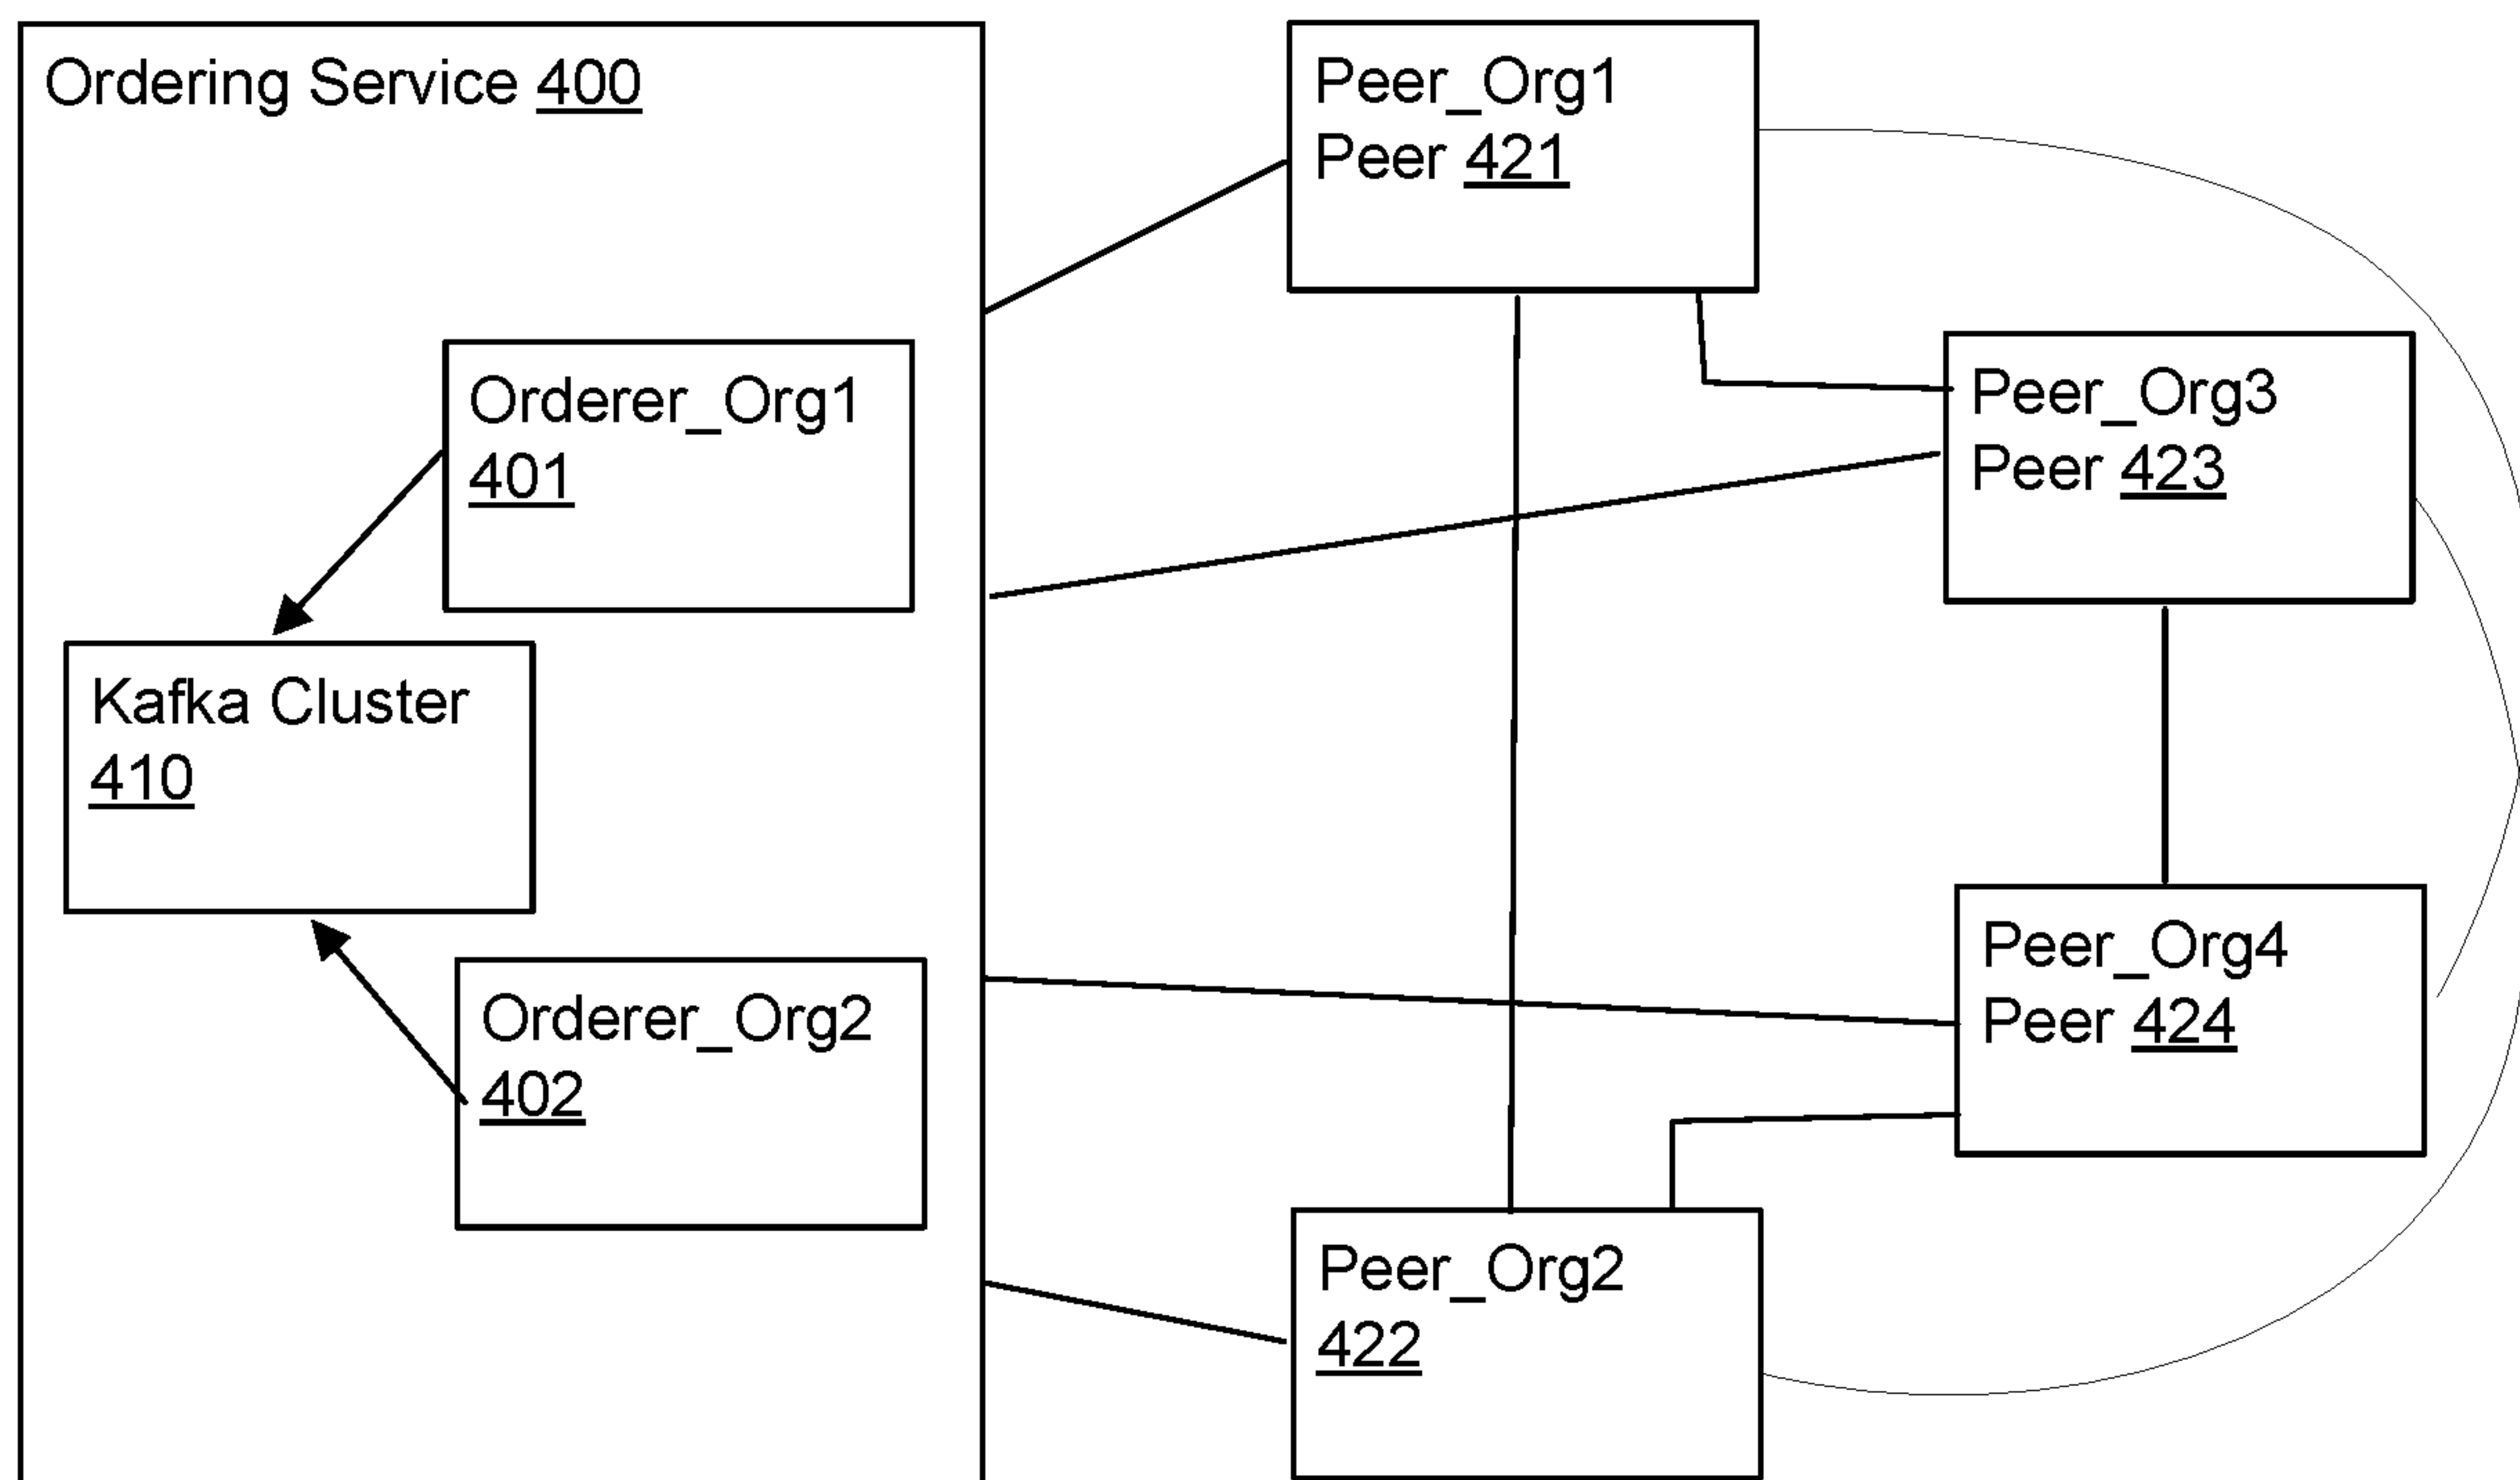 Ordering Service 400
Orderer_Org1
401
Kafka Cluster
410
Orderer_Org2
402
Peer_Org1
Peer 421
Peer_Org3
Peer 423
Peer_Org4
Peer 424
Peer_Org2
422